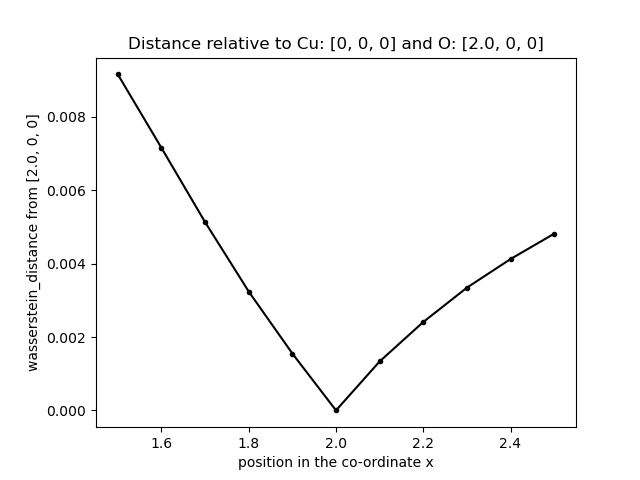 Distance relative to Cu: [0, 0, 0] and O: [2.0, 0, 0]
wasserstein_distance from [2.0, 0, 0]
0.008
0.006
0.004
0.002
0.000
1.6 1.8 2.0 2.2 2.4
position in the co-ordinate x